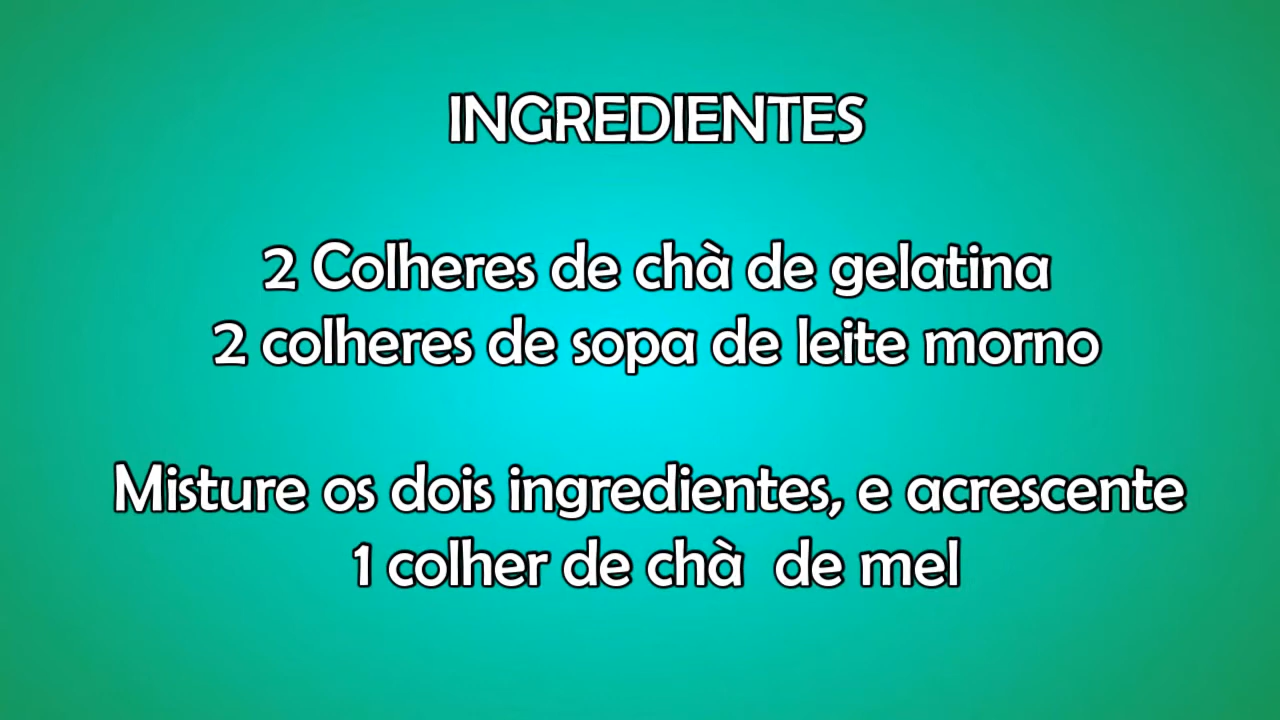 INGREDIENTES
2 Colheres de chà de gelatina
2 colheres de sopa de leite morno
Misture os dois ingredientes, e acrescente
1 colher de chà de mel